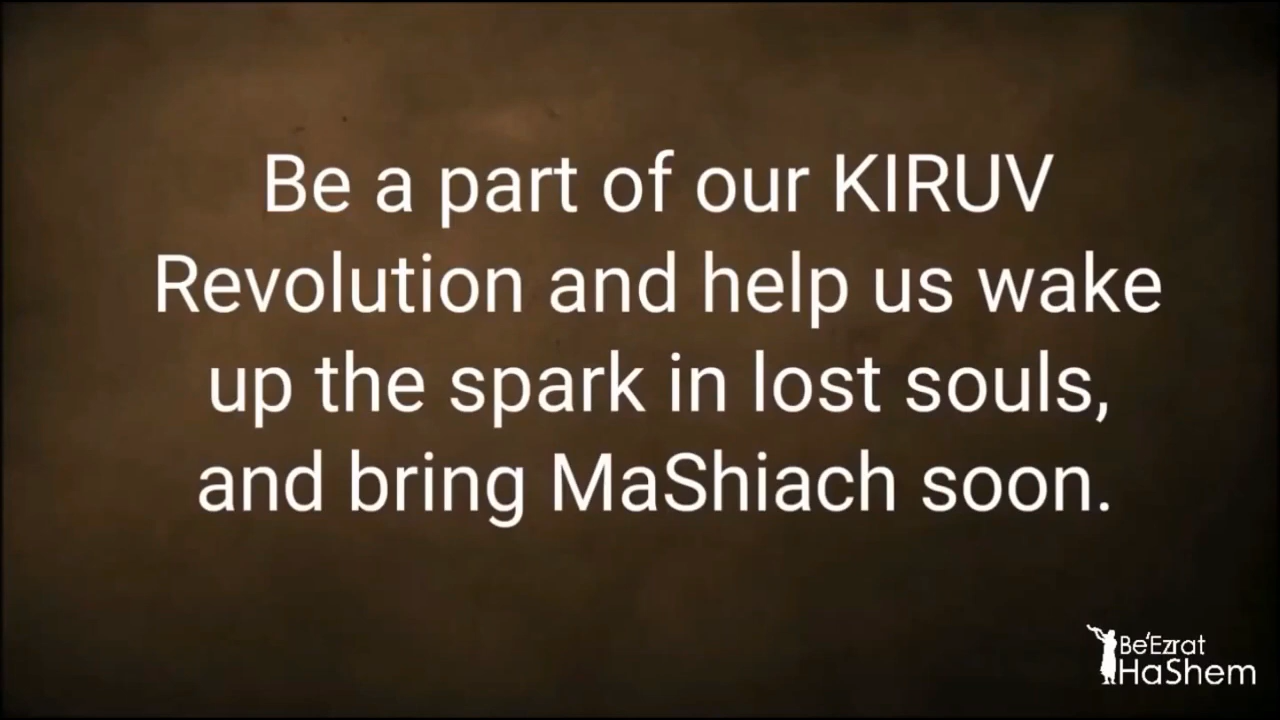 Be a part of our KIRUV
Revolution and help us wake
up the spark in lost souls,
and bring MaShiach soon.
Be'Ezrat
HaShem